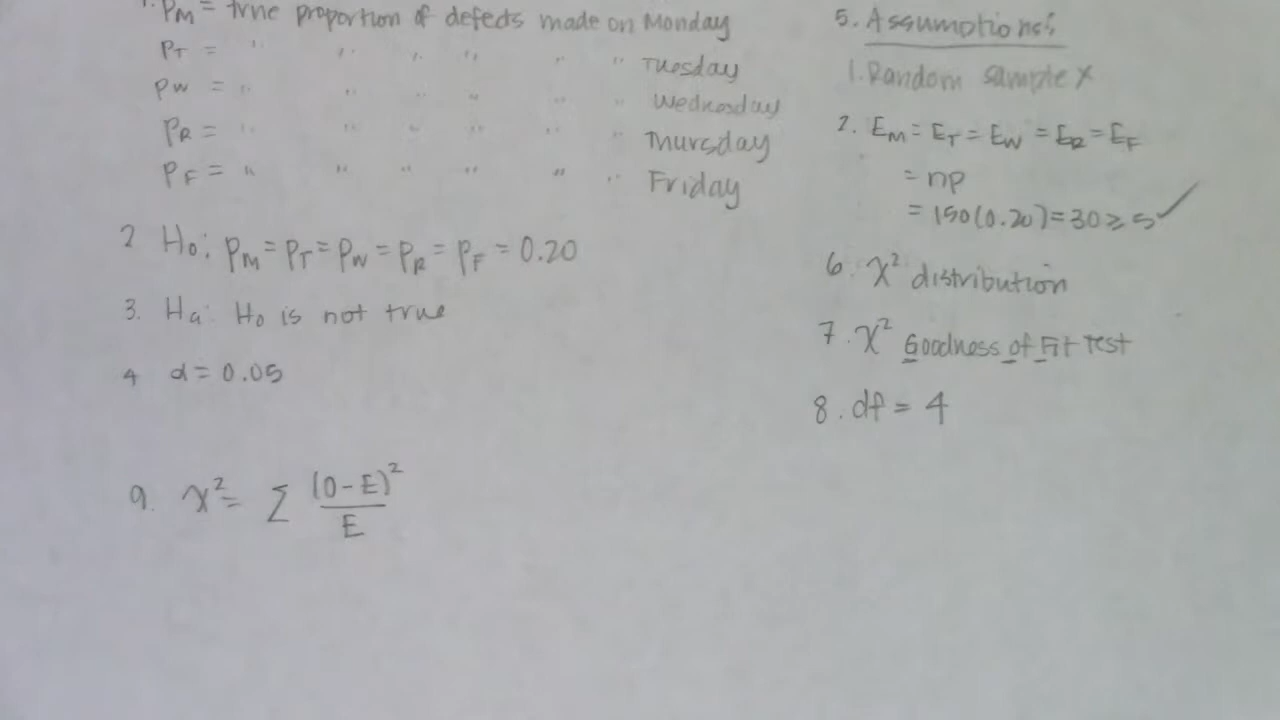 1. PM = true proportion of defects made on Monday
PT = " " " " " " Tuesday
PW = " " " " " " Wednesday
PR = " " " " " " Thursday
PF = " " " " " " Friday
2 H0: PM = PT = PW = PR = PF = 0.20
3. Ha: H0 is not true
4 α = 0.05
9. χ² = Σ (O-E)²/E
5. Assumptions:
1. Random sample x
2. EM = ET = EW = ER = EF
= np
= 150(0.20) = 30 ≥ 5 ✓
6. χ² distribution
7. χ² Goodness of Fit Test
8. df = 4